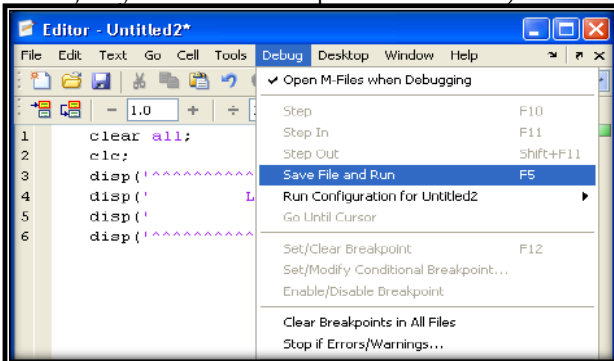 Editor - Untitled2*
File Edit Text Go Cell Tools Debug Desktop Window Help
1.0
Open M-Files when Debugging
Step F10
Step In F11
Step Out Shift+F11
Save File and Run F5
Run Configuration for Untitled2
Go Until Cursor
Set/Clear Breakpoint F12
Set/Modify Conditional Breakpoint...
Enable/Disable Breakpoint
Clear Breakpoints in All Files
Stop if Errors/Warnings...
1 clear all;
2 clc;
3 disp('^^^^^^^^^^^
4 disp(' L
5 disp('
6 disp('^^^^^^^^^^^